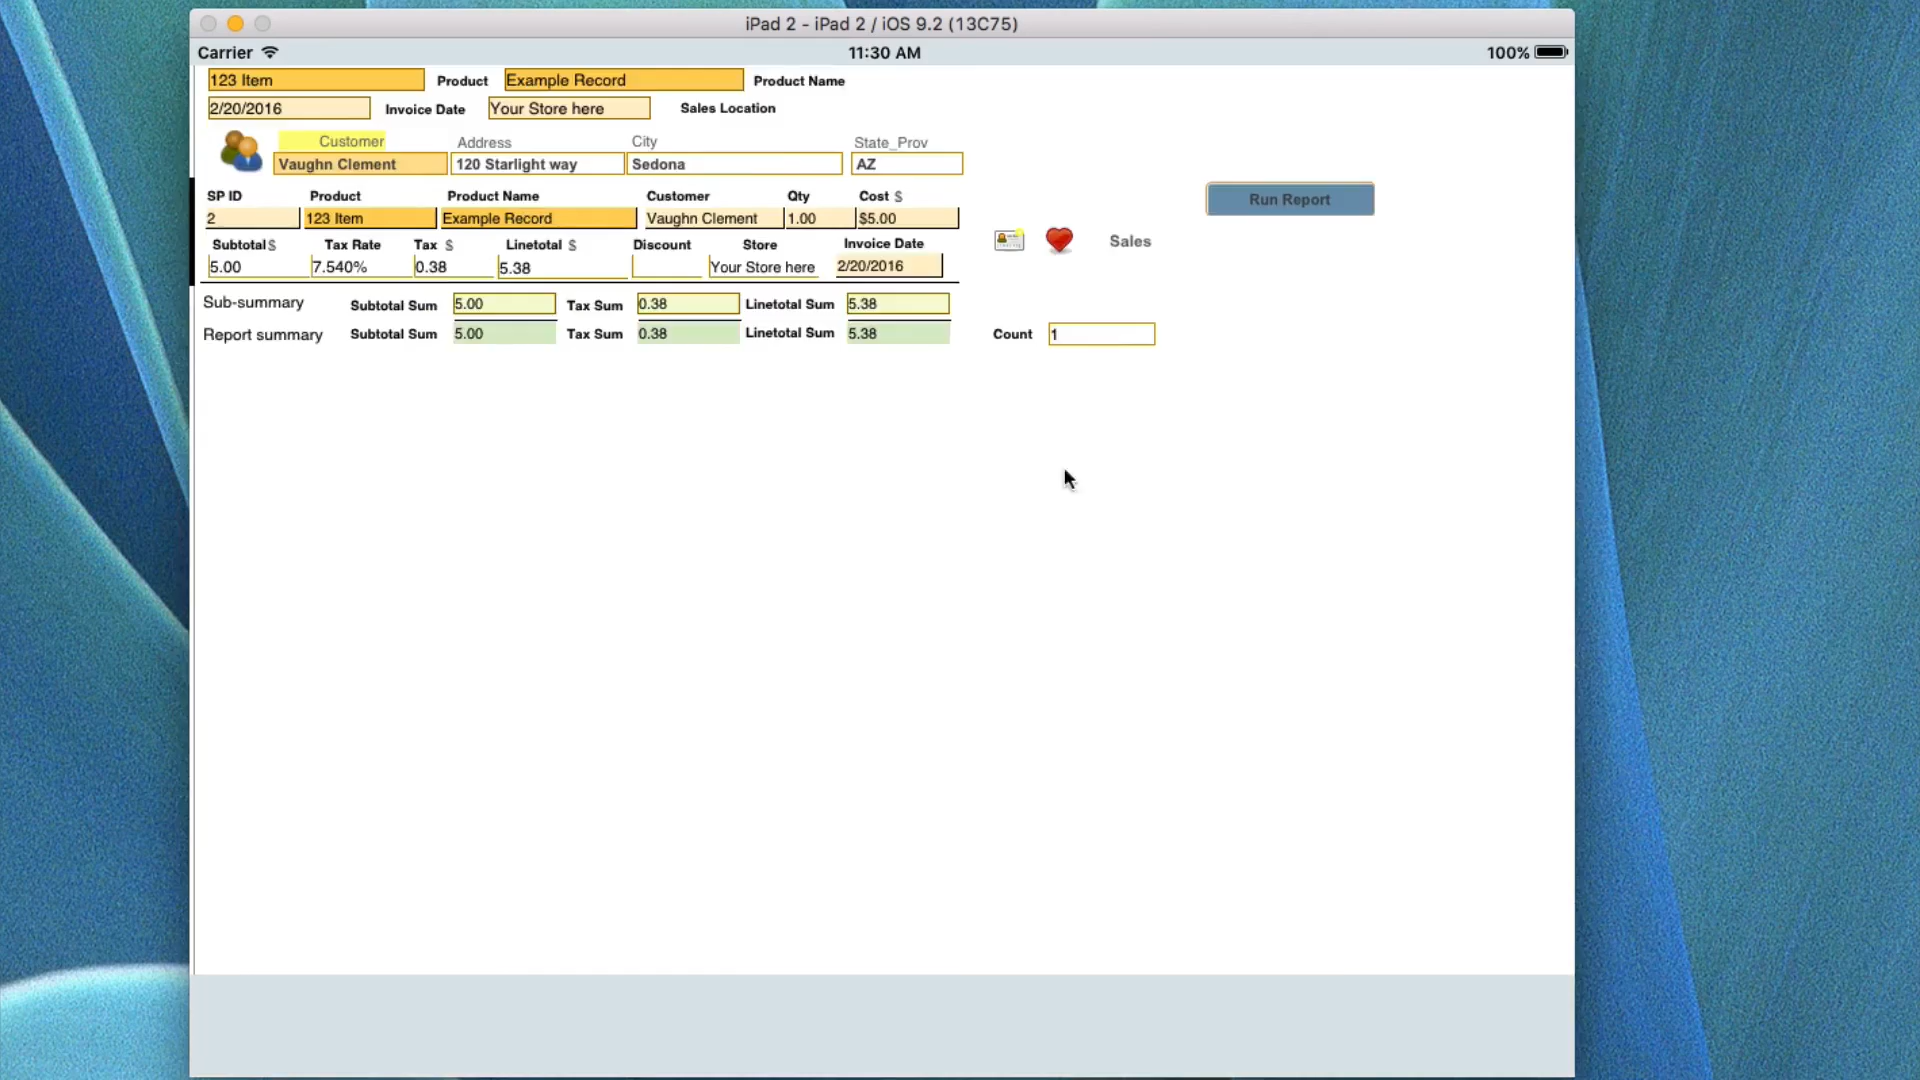 iPad 2 - iPad 2 / iOS 9.2 (13C75)
Carrier 11:30 AM 100%
123 Item Product Example Record Product Name
2/20/2016 Invoice Date Your Store here Sales Location
Customer Address City State_Prov
Vaughn Clement 120 Starlight way Sedona AZ
SP ID Product Product Name Customer Qty Cost $
Run Report
2 123 Item Example Record Vaughn Clement 1.00 $5.00
Subtotal $ Tax Rate Tax $ Linetotal $ Discount Store Invoice Date Sales
5.00 7.540% 0.38 5.38 Your Store here 2/20/2016
Sub-summary Subtotal Sum 5.00 Tax Sum 0.38 Linetotal Sum 5.38
Report summary Subtotal Sum 5.00 Tax Sum 0.38 Linetotal Sum 5.38 Count 1